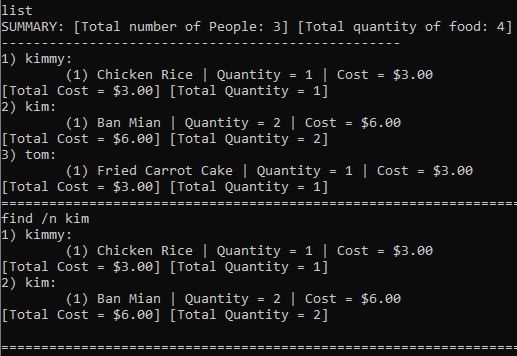 list
SUMMARY: [Total number of People: 3] [Total quantity of food: 4]
--------------------------------------------------
1) kimmy:
        (1) Chicken Rice | Quantity = 1 | Cost = $3.00
[Total Cost = $3.00] [Total Quantity = 1]
2) kim:
        (1) Ban Mian | Quantity = 2 | Cost = $6.00
[Total Cost = $6.00] [Total Quantity = 2]
3) tom:
        (1) Fried Carrot Cake | Quantity = 1 | Cost = $3.00
[Total Cost = $3.00] [Total Quantity = 1]
=================================================================
find /n kim
1) kimmy:
        (1) Chicken Rice | Quantity = 1 | Cost = $3.00
[Total Cost = $3.00] [Total Quantity = 1]
2) kim:
        (1) Ban Mian | Quantity = 2 | Cost = $6.00
[Total Cost = $6.00] [Total Quantity = 2]

=================================================================